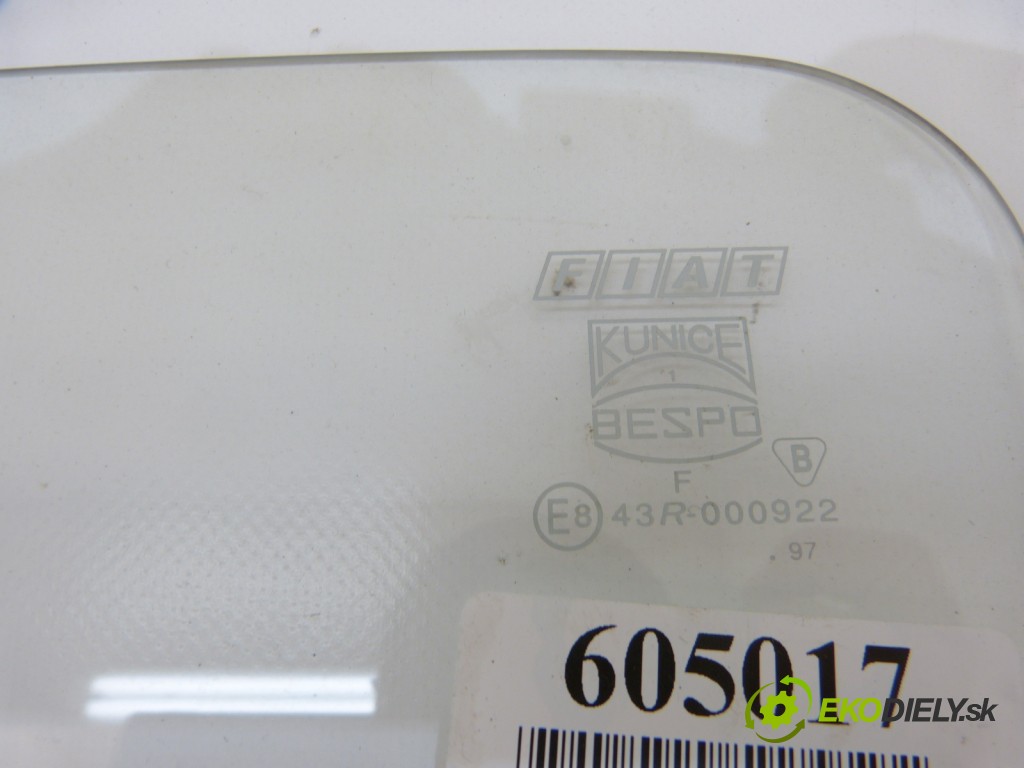 FIAT
KUNICE
1
BESPO
B
F
E8 43R-000922
. 97
605017
EKODIELY.sk